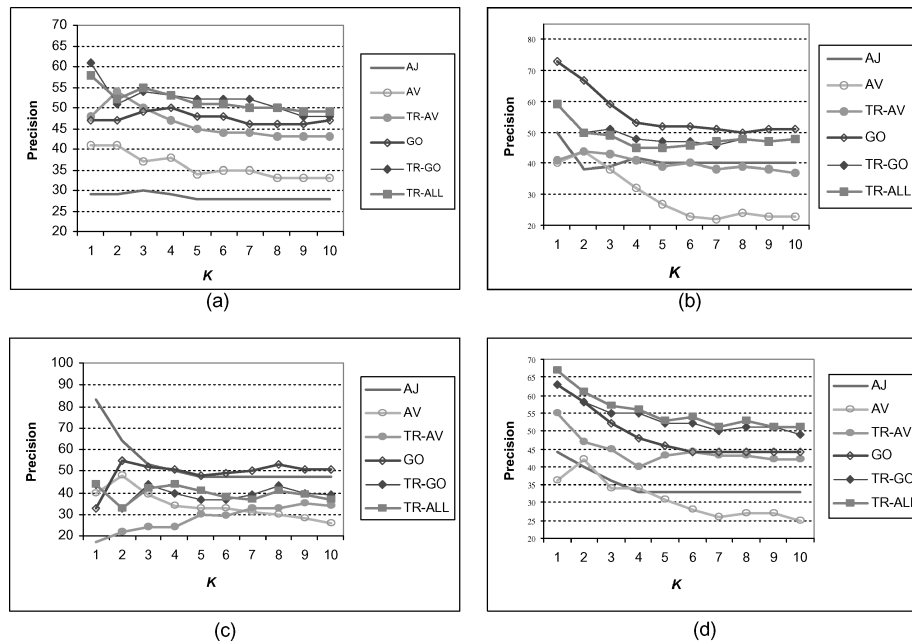 70
65
60
55
50
45
40
35
30
25
20
Precision
1 2 3 4 5 6 7 8 9 10
K
AJ
AV
TR-AV
GO
TR-GO
TR-ALL
(a)
80
70
60
50
40
30
20
Precision
1 2 3 4 5 6 7 8 9 10
K
AJ
AV
TR-AV
GO
TR-GO
TR-ALL
(b)
100
90
80
70
60
50
40
30
20
Precision
1 2 3 4 5 6 7 8 9 10
K
AJ
AV
TR-AV
GO
TR-GO
TR-ALL
(c)
70
65
60
55
50
45
40
35
30
25
20
Precision
1 2 3 4 5 6 7 8 9 10
K
AJ
AV
TR-AV
GO
TR-GO
TR-ALL
(d)